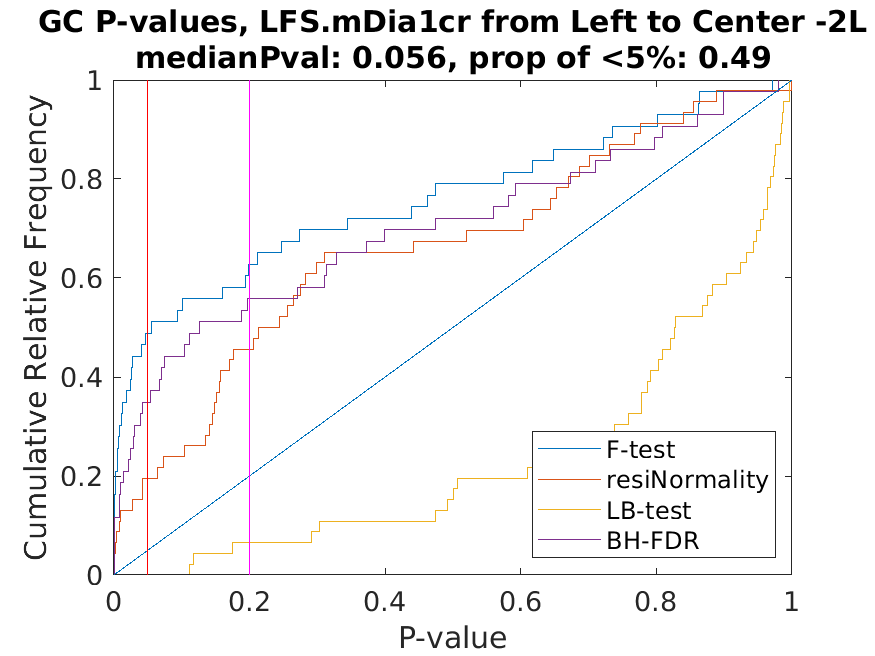 GC P-values, LFS.mDia1cr from Left to Center -2L
medianPval: 0.056, prop of <5%: 0.49
Cumulative Relative Frequency
1
0.8
0.6
0.4
0.2
0
F-test
resiNormality
LB-test
BH-FDR
0 0.2 0.4 0.6 0.8 1
P-value